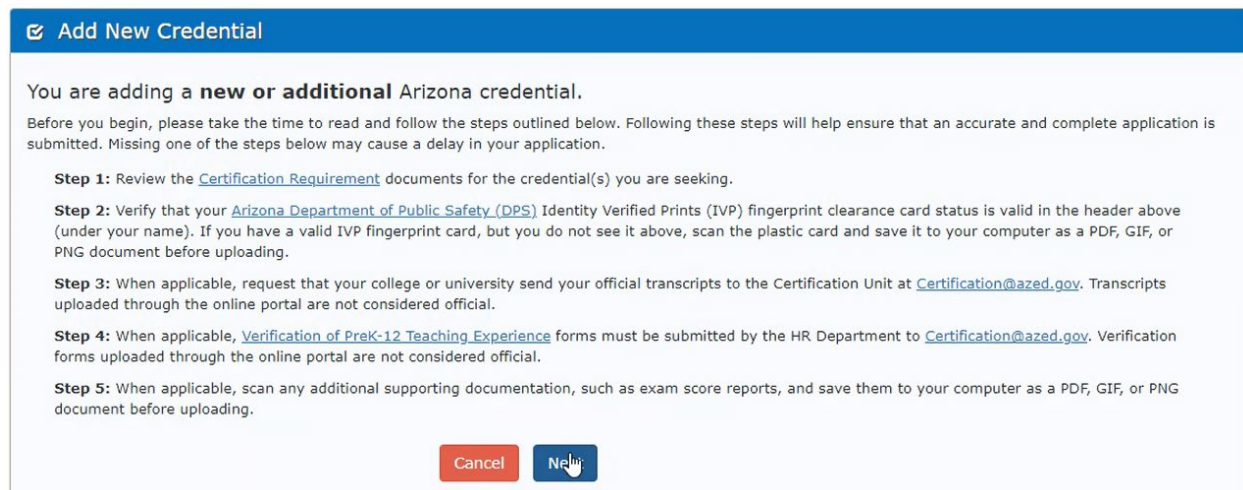 Add New Credential
You are adding a new or additional Arizona credential.
Before you begin, please take the time to read and follow the steps outlined below. Following these steps will help ensure that an accurate and complete application is
submitted. Missing one of the steps below may cause a delay in your application.
Step 1: Review the Certification Requirement documents for the credential(s) you are seeking.
Step 2: Verify that your Arizona Department of Public Safety (DPS) Identity Verified Prints (IVP) fingerprint clearance card status is valid in the header above
(under your name). If you have a valid IVP fingerprint card, but you do not see it above, scan the plastic card and save it to your computer as a PDF, GIF, or
PNG document before uploading.
Step 3: When applicable, request that your college or university send your official transcripts to the Certification Unit at Certification@azed.gov. Transcripts
uploaded through the online portal are not considered official.
Step 4: When applicable, Verification of PreK-12 Teaching Experience forms must be submitted by the HR Department to Certification@azed.gov. Verification
forms uploaded through the online portal are not considered official.
Step 5: When applicable, scan any additional supporting documentation, such as exam score reports, and save them to your computer as a PDF, GIF, or PNG
document before uploading.
Cancel